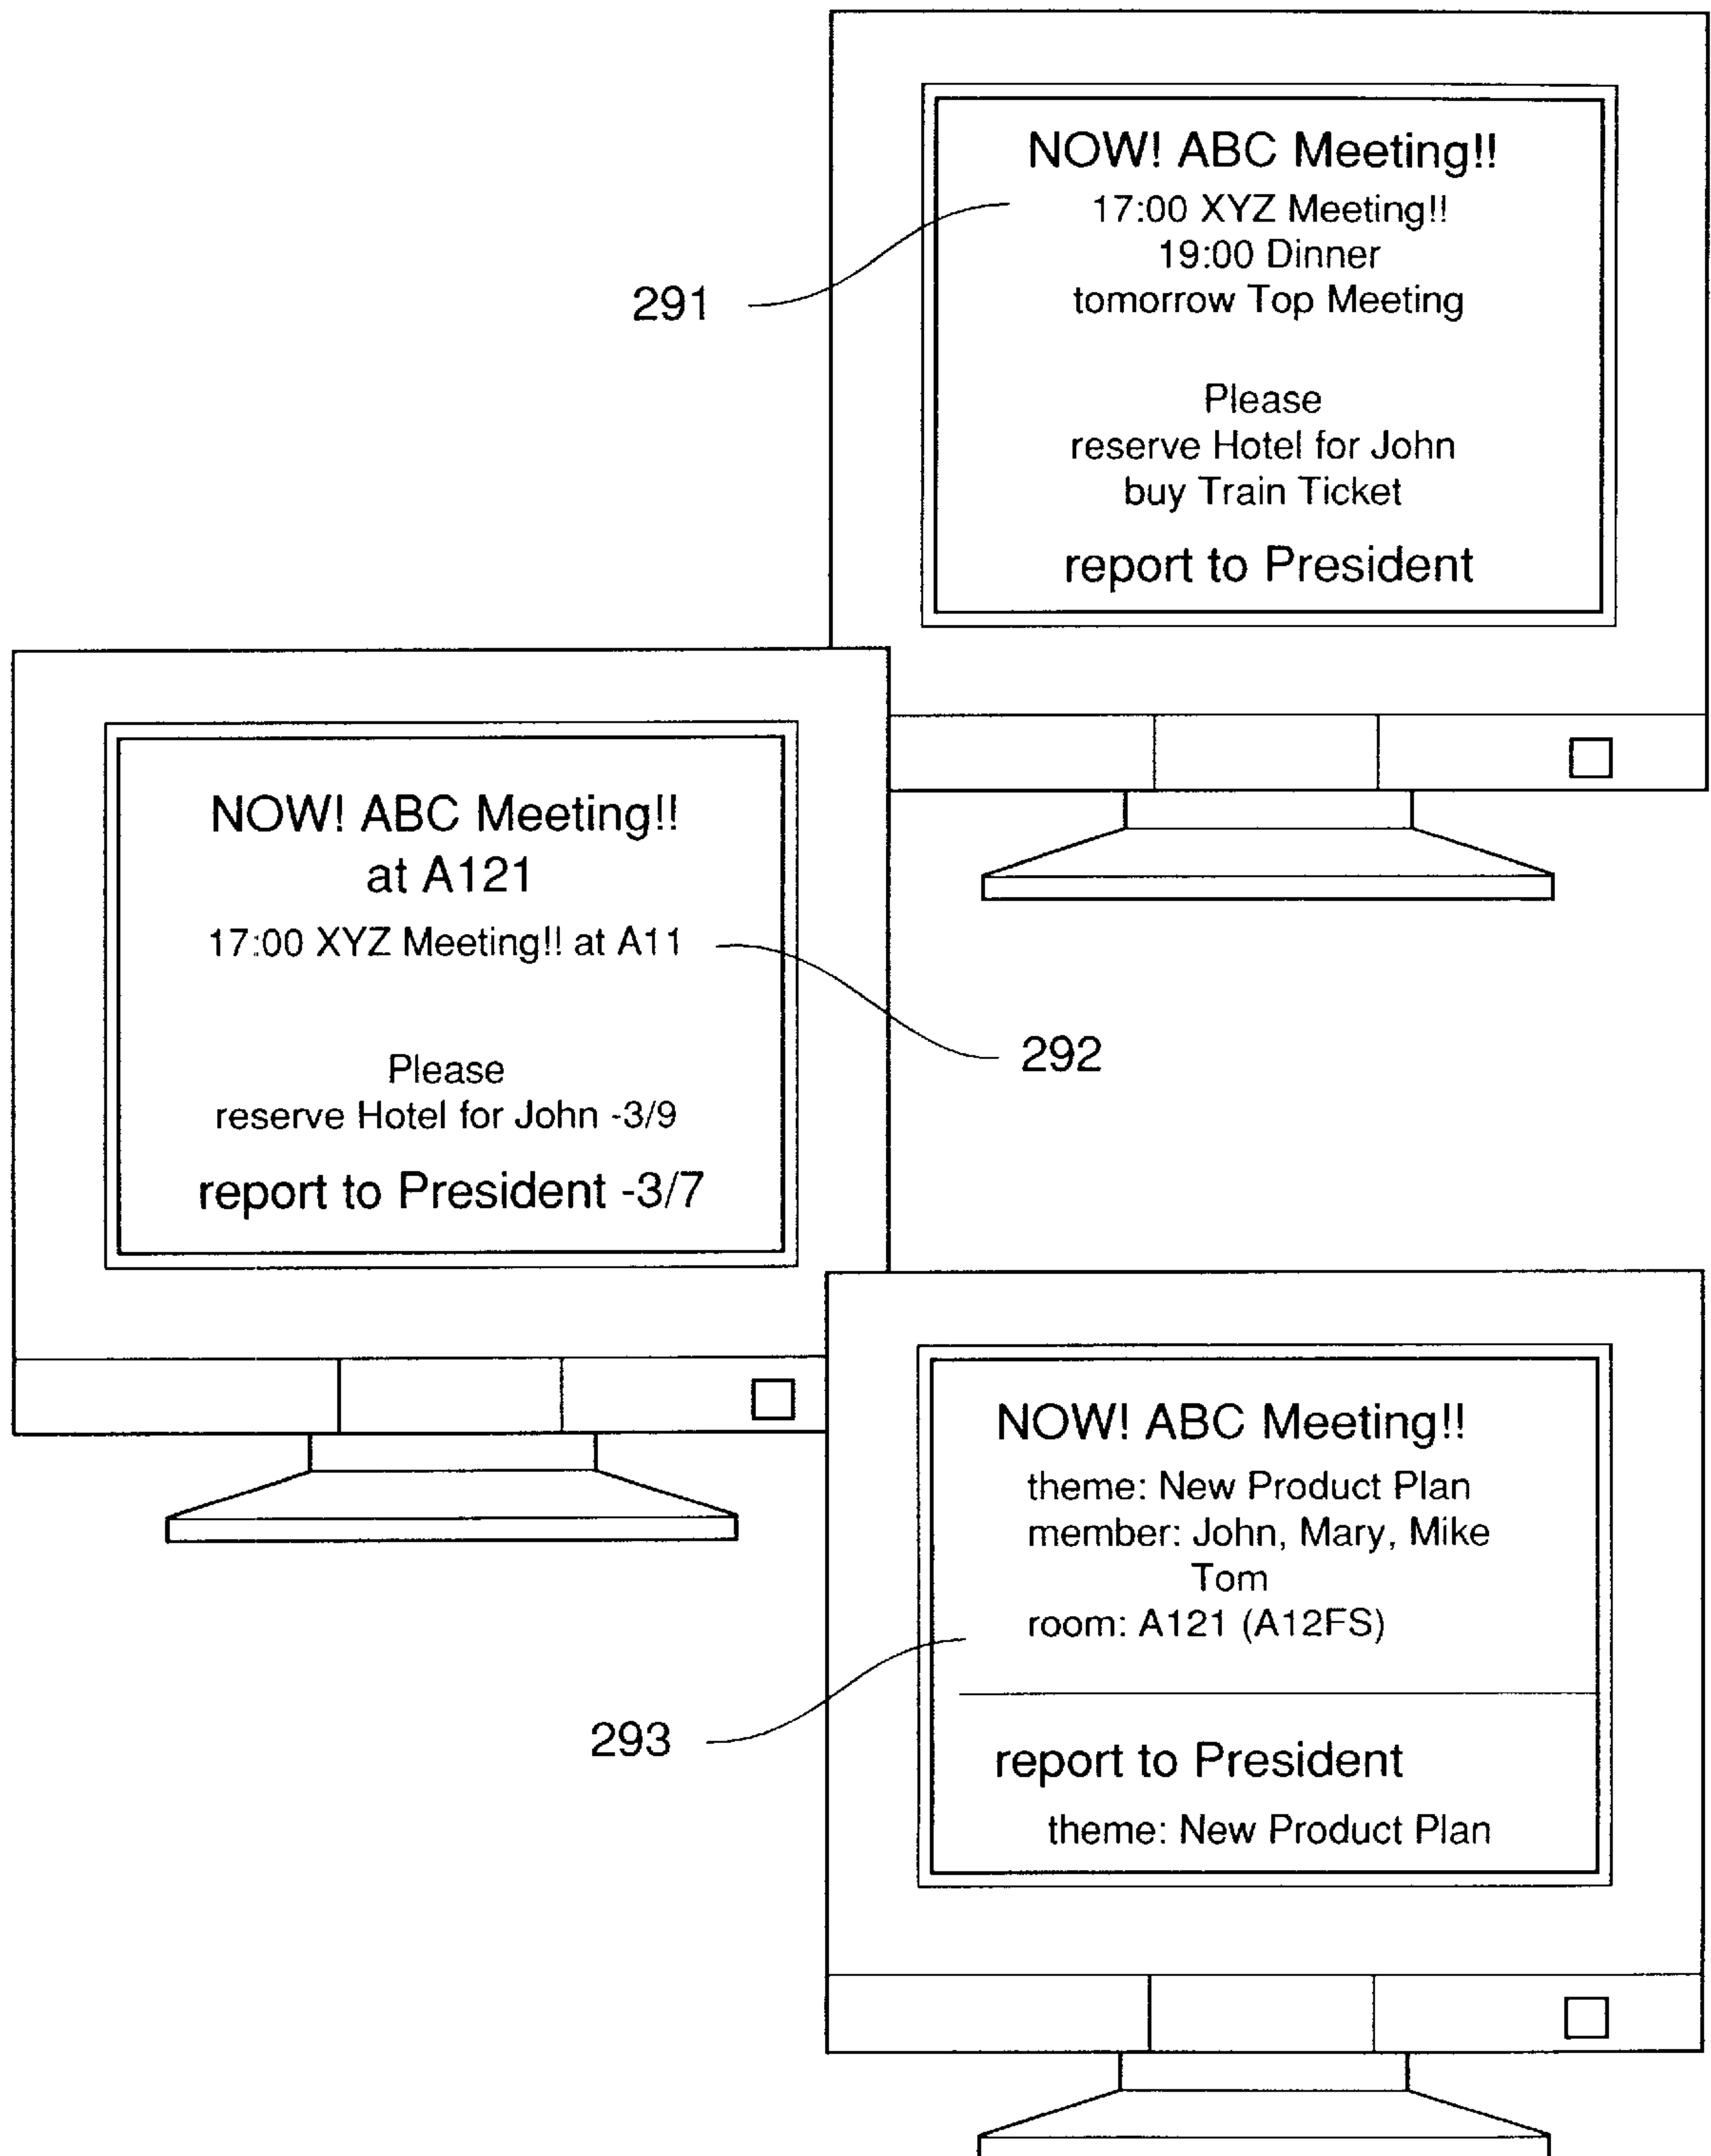 NOW! ABC Meeting!!
17:00 XYZ Meeting!!
19:00 Dinner
tomorrow Top Meeting
Please
reserve Hotel for John
buy Train Ticket
report to President
291
NOW! ABC Meeting!!
at A121
17:00 XYZ Meeting!! at A11
Please
reserve Hotel for John -3/9
report to President -3/7
292
NOW! ABC Meeting!!
theme: New Product Plan
member: John, Mary, Mike
Tom
room: A121 (A12FS)
report to President
theme: New Product Plan
293